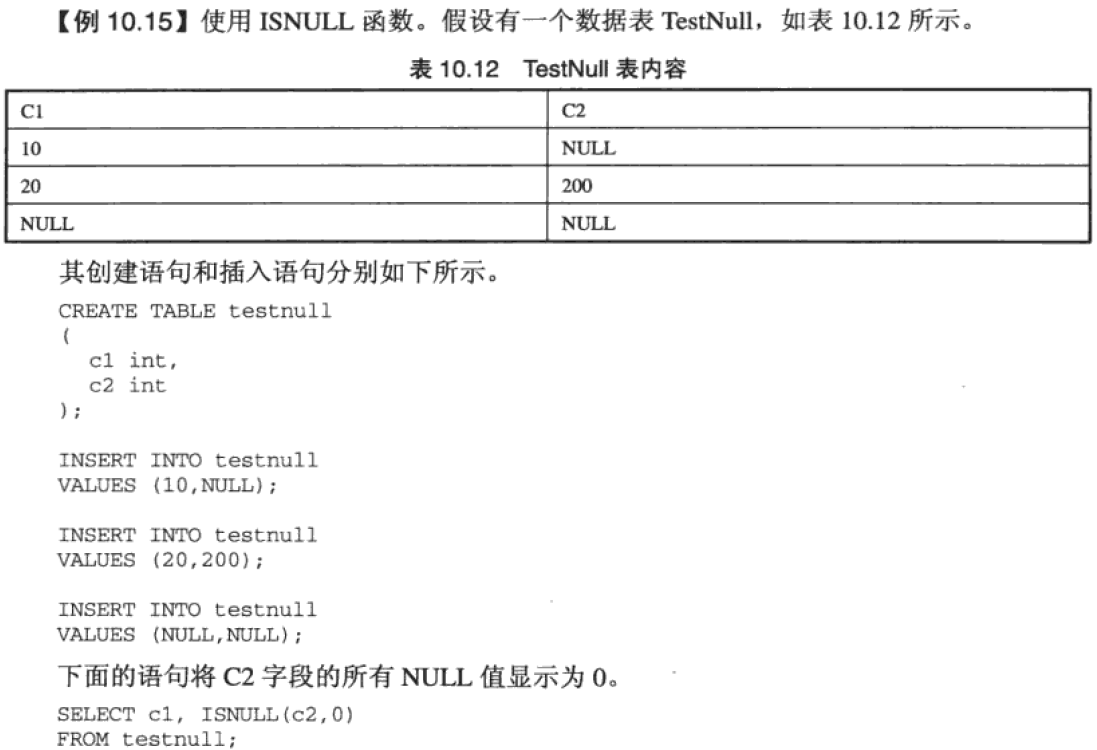 【例 10.15】使用 ISNULL 函数。假设有一个数据表 TestNull，如表 10.12 所示。
表 10.12 TestNull 表内容
C1 C2
10 NULL
20 200
NULL NULL
其创建语句和插入语句分别如下所示。
CREATE TABLE testnull
(
c1 int,
c2 int
);
INSERT INTO testnull
VALUES (10,NULL);
INSERT INTO testnull
VALUES (20,200);
INSERT INTO testnull
VALUES (NULL,NULL);
下面的语句将 C2 字段的所有 NULL 值显示为 0。
SELECT c1, ISNULL(c2,0)
FROM testnull;